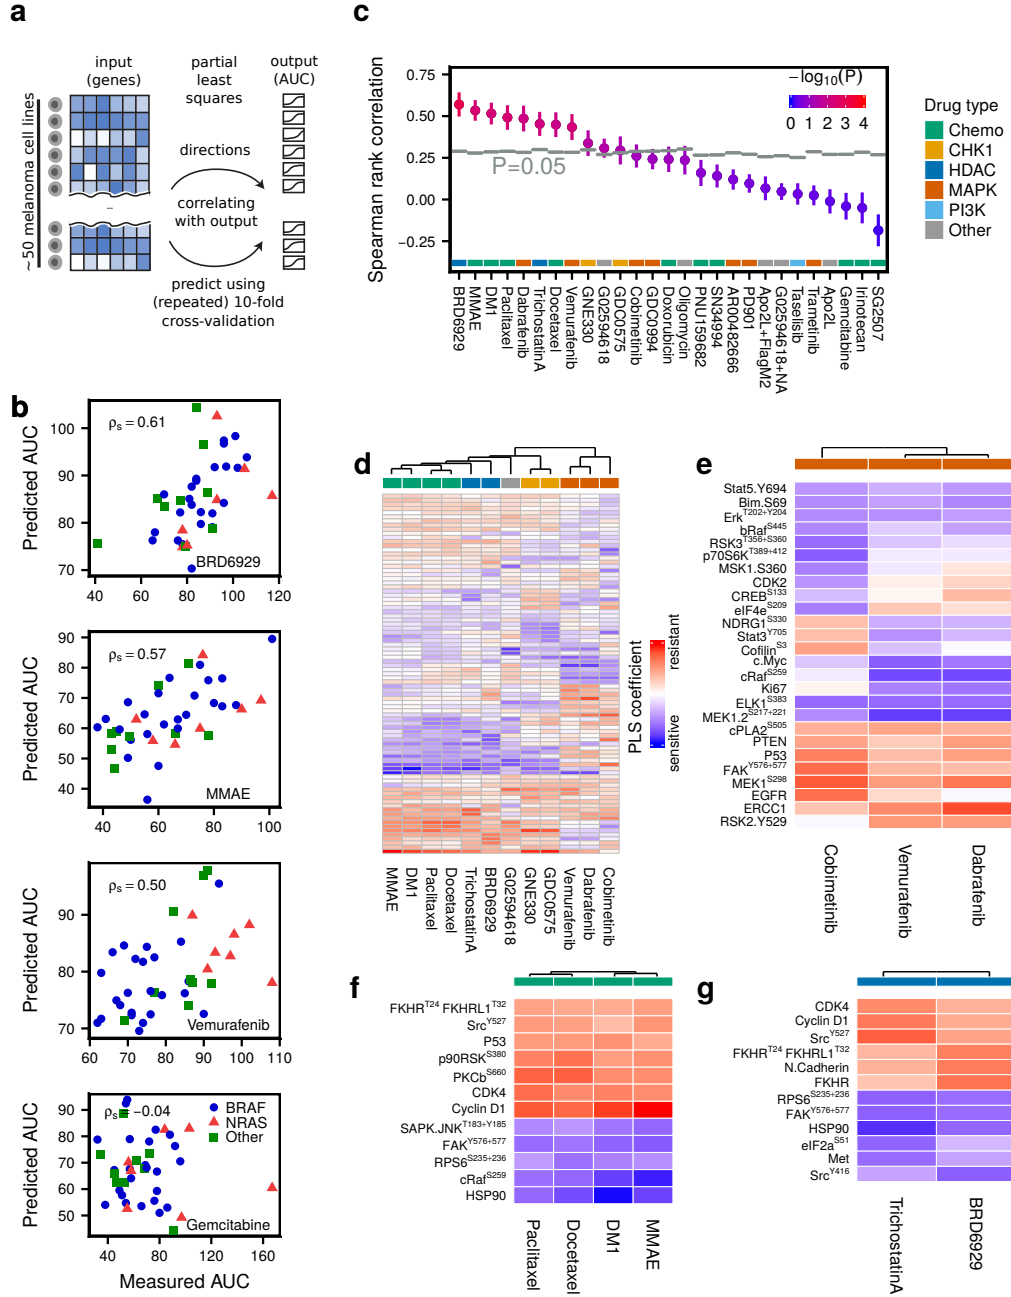 a
input
(genes)
partial
least
squares
output
(AUC)
~50 melanoma cell lines
directions
correlating
with output
predict using
(repeated) 10-fold
cross-validation
c
Spearman rank correlation
0.75
0.50
0.25
0.00
−0.25
P=0.05
−log10(P)
0 1 2 3 4
BRD6929
MMAE
DM1
Paclitaxel
Dabrafenib
TrichostatinA
Docetaxel
Vemurafenib
GNE330
G02594618
GDC0575
Cobimetinib
GDC0994
Doxorubicin
Oligomycin
PNU159682
SN34994
AR00482666
PD901
Apo2L+FlagM2
G02594618+NA
Taselisib
Trametinib
Apo2L
Gemcitabine
Irinotecan
SG2507
Drug type
Chemo
CHK1
HDAC
MAPK
PI3K
Other
b
Predicted AUC
100
90
80
70
ρs = 0.61
BRD6929
40 60 80 100 120
Predicted AUC
90
80
70
60
50
40
ρs = 0.57
MMAE
40 60 80 100
Predicted AUC
90
80
70
ρs = 0.50
Vemurafenib
60 70 80 90 100 110
Predicted AUC
90
80
70
60
50
ρs = −0.04
BRAF
NRAS
Other
Gemcitabine
40 80 120 160
Measured AUC
d
MMAE
DM1
Paclitaxel
Docetaxel
TrichostatinA
BRD6929
G02594618
GNE330
GDC0575
Vemurafenib
Dabrafenib
Cobimetinib
PLS coefficient
sensitive
resistant
e
Stat5.Y694
Bim.S69
ErkT202+Y204
bRafS445
RSK3T356+S360
p70S6KT389+412
MSK1.S360
CDK2
CREBS133
eIF4eS209
NDRG1S330
Stat3Y705
CofilinS3
c.Myc
cRafS259
Ki67
ELK1S383
MEK1.2S217+221
cPLA2S505
PTEN
P53
FAKY576+577
MEK1S298
EGFR
ERCC1
RSK2.Y529
Cobimetinib
Vemurafenib
Dabrafenib
f
FKHRT24 FKHRL1T32
SrcY527
P53
p90RSKS380
PKCbS660
CDK4
Cyclin D1
SAPK.JNKT183+Y185
FAKY576+577
RPS6S235+236
cRafS259
HSP90
Paclitaxel
Docetaxel
DM1
MMAE
g
CDK4
Cyclin D1
SrcY527
FKHRT24 FKHRL1T32
N.Cadherin
FKHR
RPS6S235+236
FAKY576+577
HSP90
eIF2aS51
Met
SrcY416
TrichostatinA
BRD6929